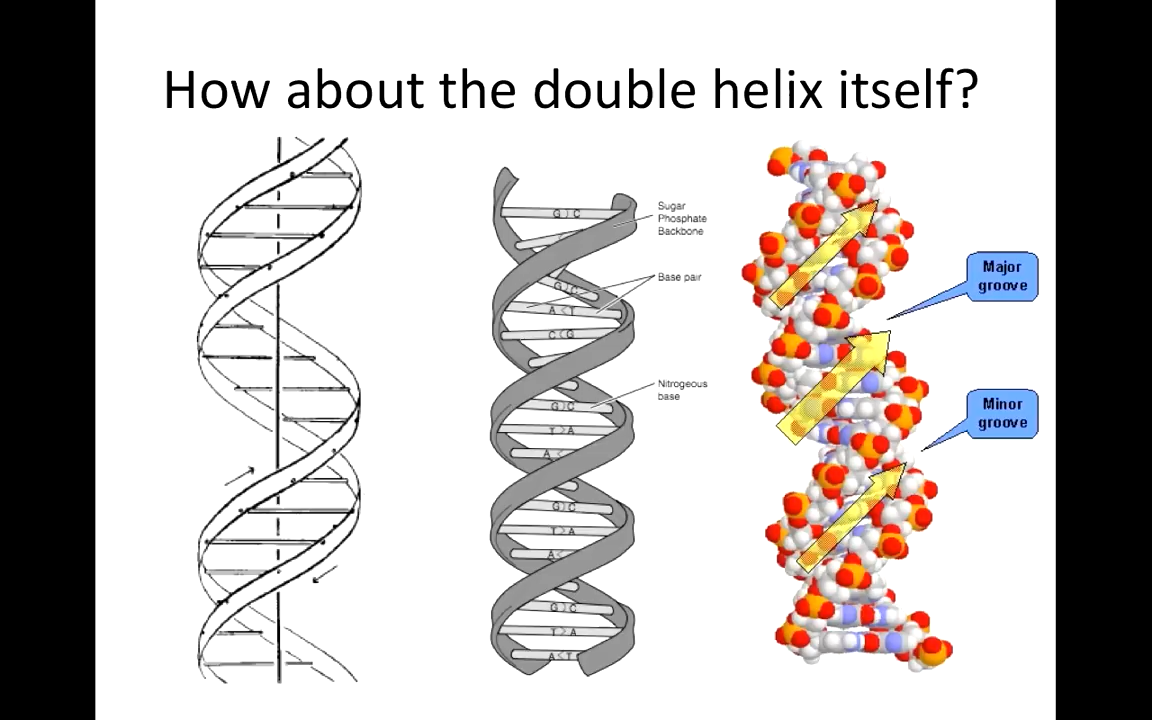 How about the double helix itself?
Sugar
Phosphate
Backbone
Base pair
Nitrogeous
base
G C
G C
A T
C G
G C
T A
A
G C
T A
A
G C
T A
A T
Major
groove
Minor
groove